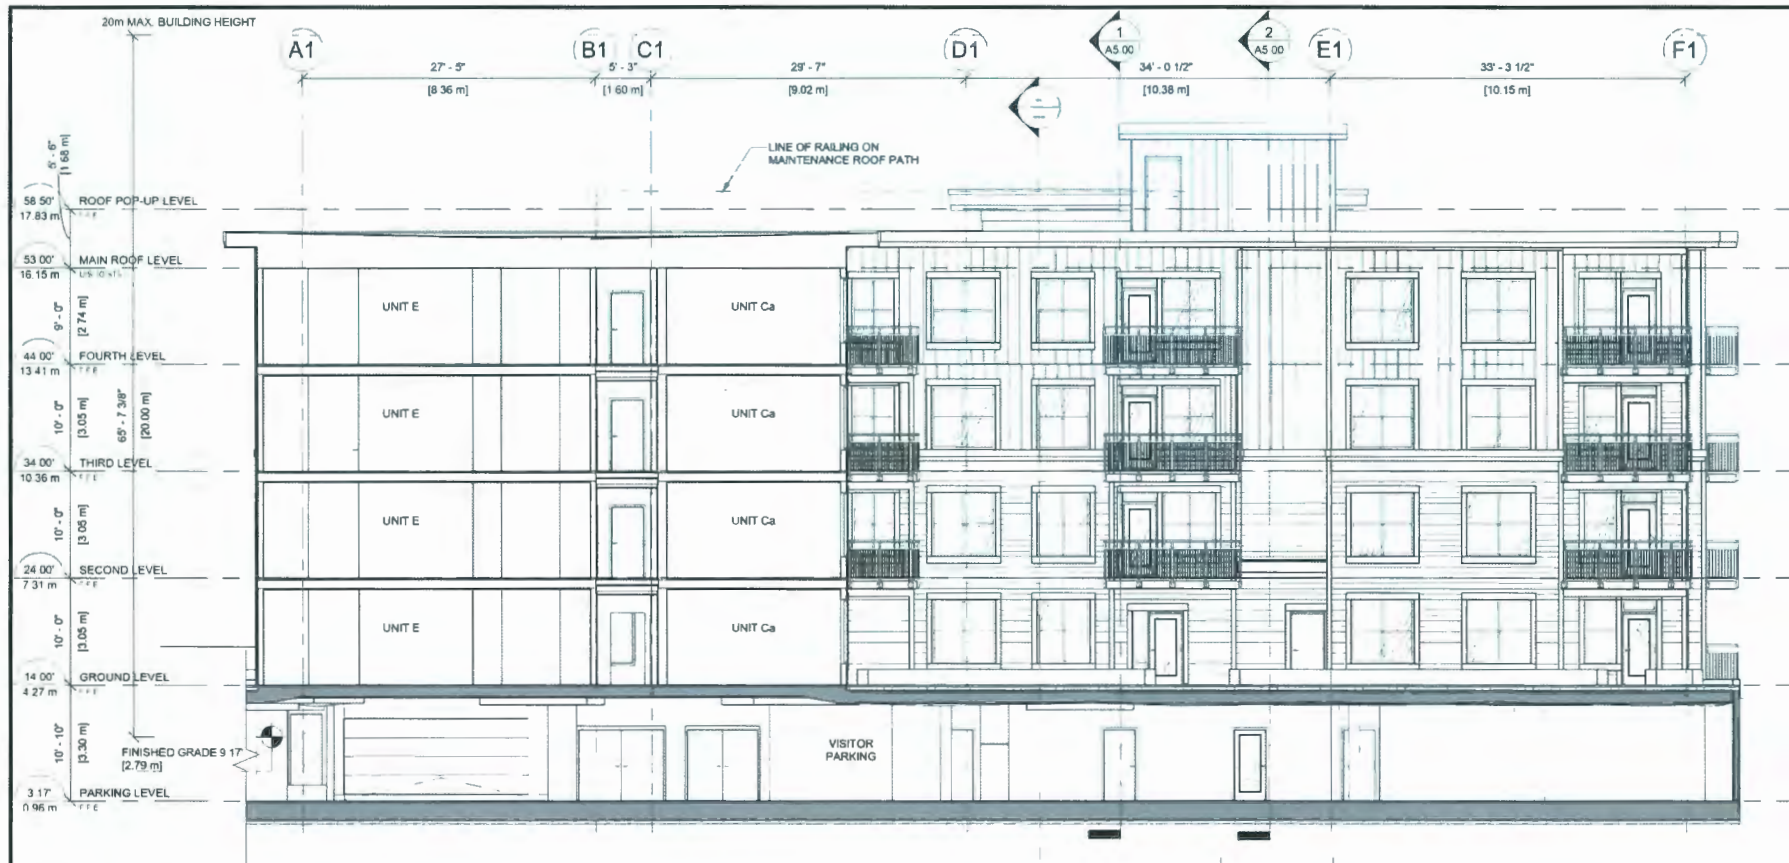 20m MAX. BUILDING HEIGHT
A1
B1
C1
D1
1
A5.00
2
A5 00
E1
F1
27' - 5"
[8 36 m]
5' - 3"
[1 60 m]
29' - 7"
[9.02 m]
34' - 0 1/2"
[10.38 m]
33' - 3 1/2"
[10.15 m]
LINE OF RAILING ON
MAINTENANCE ROOF PATH
5' - 6"
[1 68 m]
58 50'
17.83 m
ROOF POP-UP LEVEL
53 00'
16.15 m
MAIN ROOF LEVEL
9' - 0"
[2 74 m]
44 00'
13.41 m
FOURTH LEVEL
10' - 0"
[3.05 m]
65' - 7 3/8"
[20.00 m]
34 00'
10 36 m
THIRD LEVEL
10' - 0"
[3 05 m]
24 00'
7 31 m
SECOND LEVEL
10' - 0"
[3.05 m]
14 00'
4.27 m
GROUND LEVEL
10' - 10"
[3.30 m]
FINISHED GRADE 9 17'
[2.79 m]
3 17'
0.96 m
PARKING LEVEL
UNIT E
UNIT Ca
UNIT E
UNIT Ca
UNIT E
UNIT Ca
UNIT E
UNIT Ca
VISITOR
PARKING